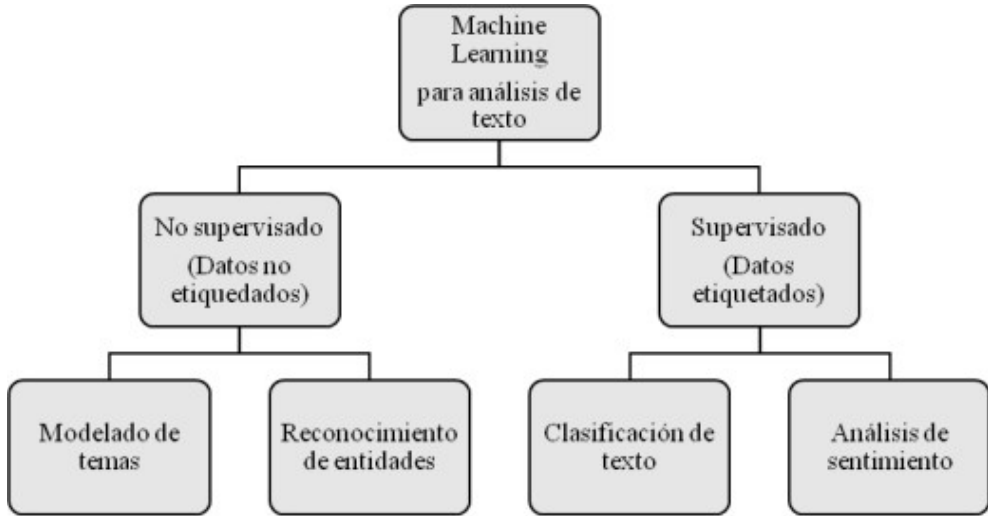 Machine
Learning
para análisis de
texto
No supervisado
(Datos no
etiquedados)
Supervisado
(Datos
etiquetados)
Modelado de
temas
Reconocimiento
de entidades
Clasificación de
texto
Análisis de
sentimiento